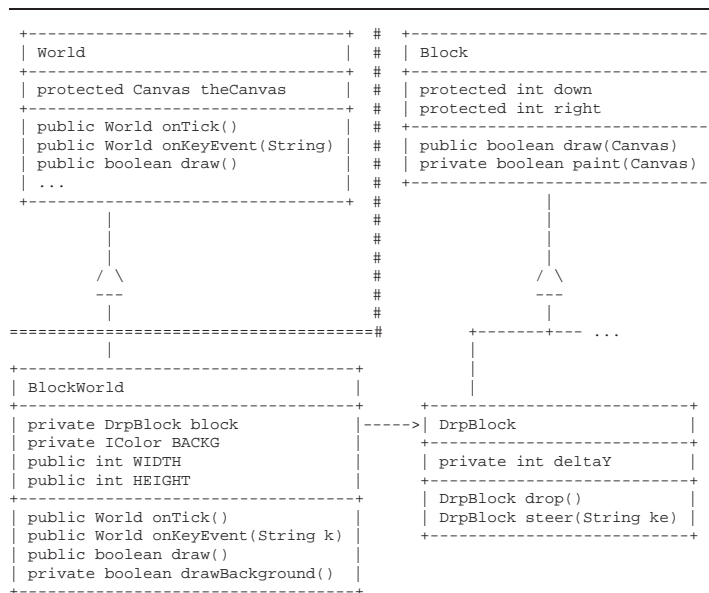 World
protected Canvas theCanvas
public World onTick()
public World onKeyEvent(String)
public boolean draw()
...
Block
protected int down
protected int right
public boolean draw(Canvas)
private boolean paint(Canvas)
...
BlockWorld
private DrpBlock block
private IColor BACKG
public int WIDTH
public int HEIGHT
public World onTick()
public World onKeyEvent(String k)
public boolean draw()
private boolean drawBackground()
DrpBlock
private int deltaY
DrpBlock drop()
DrpBlock steer(String ke)